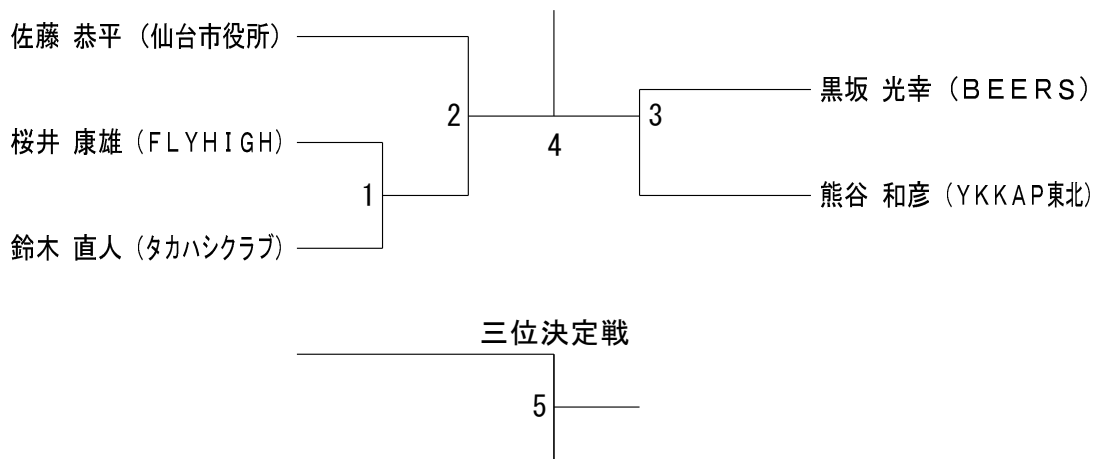 佐藤 恭平（仙台市役所）
2
桜井 康雄（ＦＬＹＨＩＧＨ）
1
鈴木 直人（タカハシクラブ）
4
3
黒坂 光幸（ＢＥＥＲＳ）
熊谷 和彦（ＹＫＫＡＰ東北）
三位決定戦
5